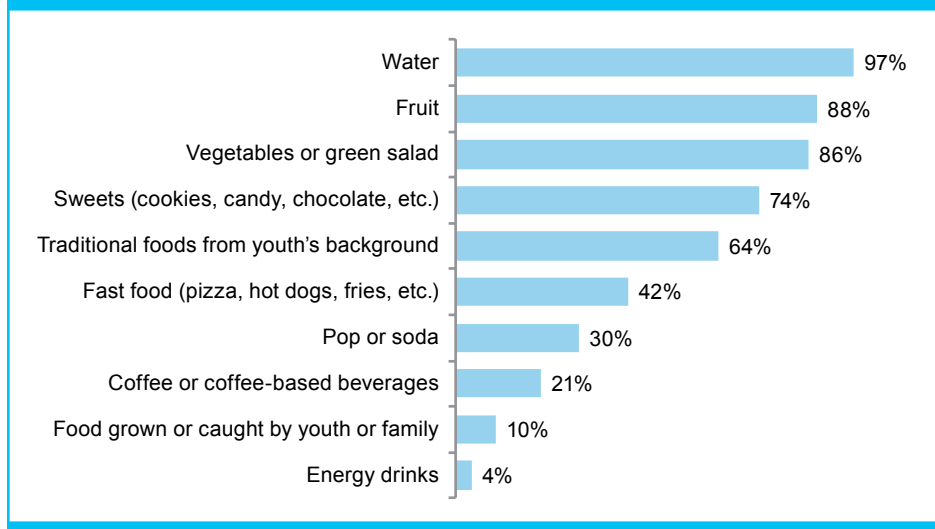 Water 97%
Fruit 88%
Vegetables or green salad 86%
Sweets (cookies, candy, chocolate, etc.) 74%
Traditional foods from youth’s background 64%
Fast food (pizza, hot dogs, fries, etc.) 42%
Pop or soda 30%
Coffee or coffee-based beverages 21%
Food grown or caught by youth or family 10%
Energy drinks 4%